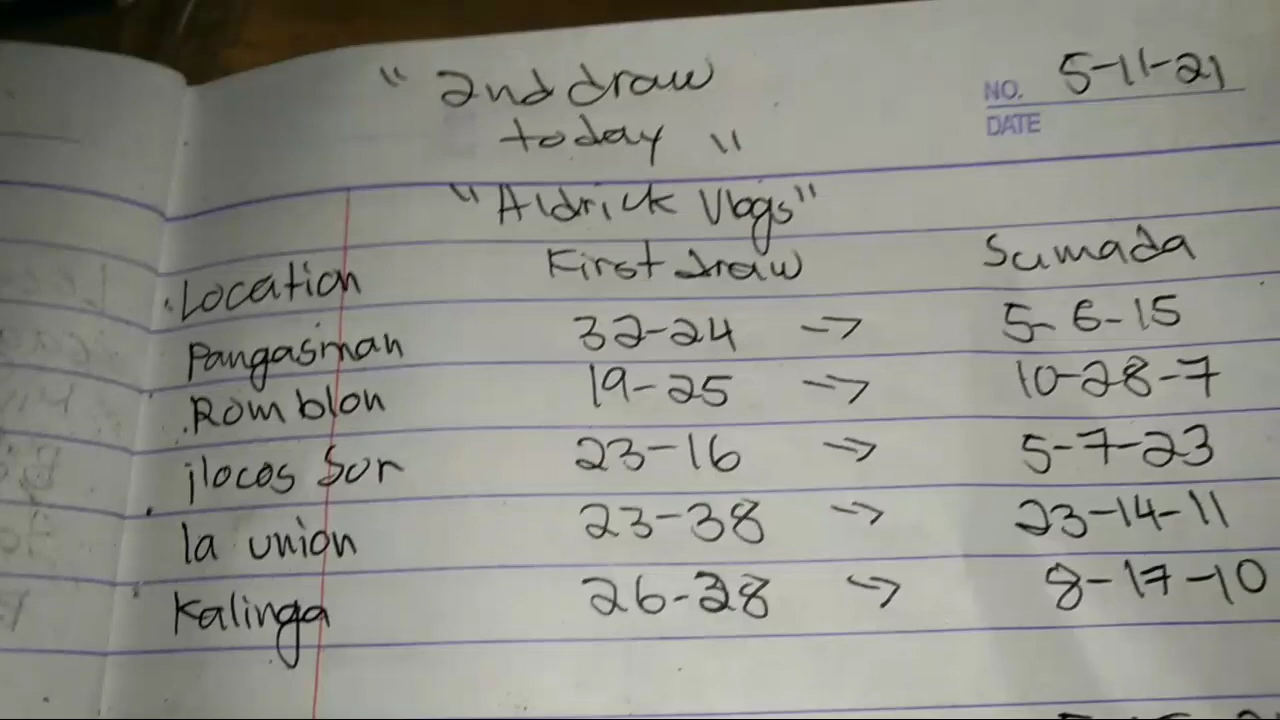 "2nd draw
today"
NO. 5-11-21
DATE
"Aldrick Vlogs"
Location First draw Sumada
Pangasinan 32-24 -> 5-6-15
Romblon 19-25 -> 10-28-7
ilocos Sur 23-16 -> 5-7-23
la union 23-38 -> 23-14-11
Kalinga 26-28 -> 8-17-10